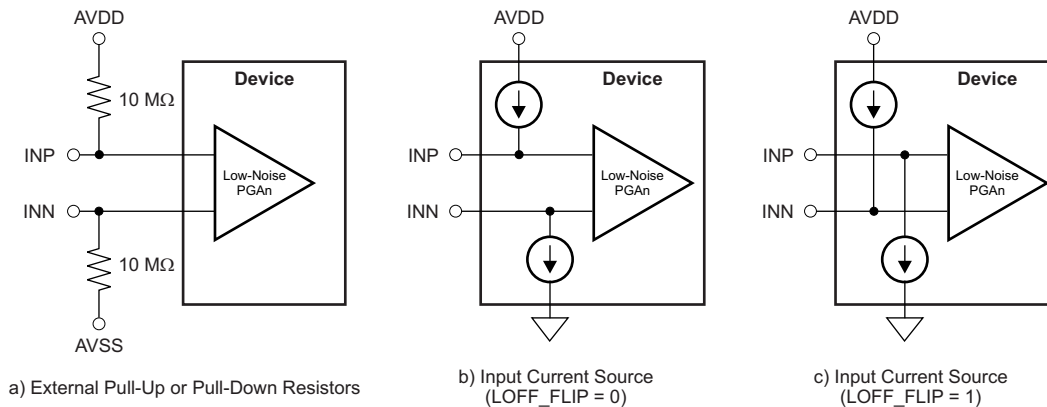 AVDD
10 MΩ
INP
INN
10 MΩ
AVSS
Device
Low-Noise
PGAn
a) External Pull-Up or Pull-Down Resistors
AVDD
Device
INP
INN
Low-Noise
PGAn
b) Input Current Source
(LOFF_FLIP = 0)
AVDD
Device
INP
INN
Low-Noise
PGAn
c) Input Current Source
(LOFF_FLIP = 1)